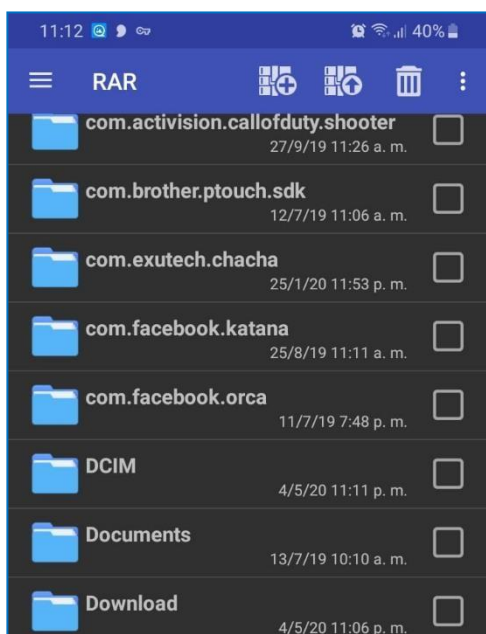 11:12 40%
RAR
com.activision.callofduty.shooter
27/9/19 11:26 a. m.
com.brother.ptouch.sdk
12/7/19 11:06 a. m.
com.exutech.chacha
25/1/20 11:53 p. m.
com.facebook.katana
25/8/19 11:11 a. m.
com.facebook.orca
11/7/19 7:48 p. m.
DCIM
4/5/20 11:11 p. m.
Documents
13/7/19 10:10 a. m.
Download
4/5/20 11:06 p. m.